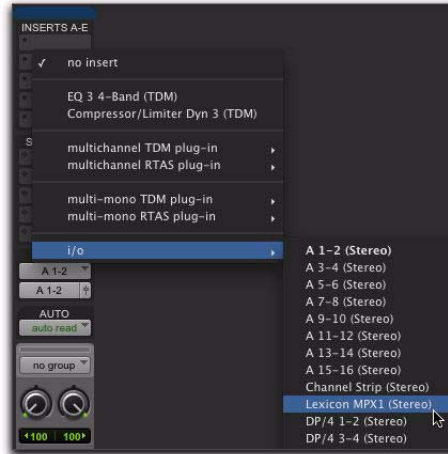 INSERTS A-E
✓ no insert
EQ 3 4-Band (TDM)
Compressor/Limiter Dyn 3 (TDM)
multichannel TDM plug-in
multichannel RTAS plug-in
multi-mono TDM plug-in
multi-mono RTAS plug-in
i/o
A 1-2 (Stereo)
A 3-4 (Stereo)
A 5-6 (Stereo)
A 7-8 (Stereo)
A 9-10 (Stereo)
A 11-12 (Stereo)
A 13-14 (Stereo)
A 15-16 (Stereo)
Channel Strip (Stereo)
Lexicon MPX1 (Stereo)
DP/4 1-2 (Stereo)
DP/4 3-4 (Stereo)
S
A 1-2
A 1-2
AUTO
auto read
no group
100 100